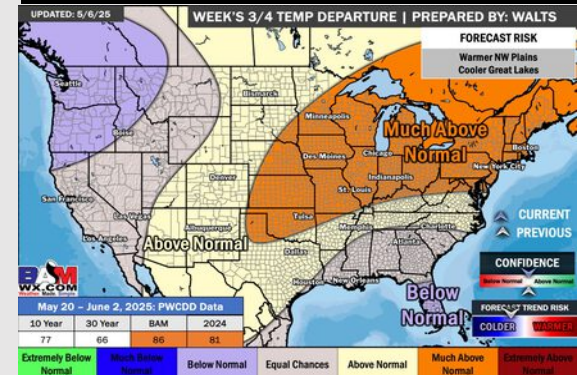 UPDATED: 5/6/25
WEEK'S 3/4 TEMP DEPARTURE | PREPARED BY: WALTS
FORECAST RISK
Warmer NW Plains
Cooler Great Lakes
Seattle
Bismarck
Boise
Minneapolis
Much Above
Normal
Boston
Des Moines
Chicago
New York City
Denver
Indianapolis
San Francisco
St. Louis
Las Vegas
Tulsa
CURRENT
PREVIOUS
Los Angeles
Albuquerque
Above Normal
Memphis
Charlotte
Dallas
Atlanta
CONFIDENCE
Below Normal
Above Normal
BAM
WX.COM
Weather Made Simple
Houston
New Orleans
Below
Normal
FORECAST TREND RISK
COLDER
WARMER
May 20 – June 2, 2025: PWCDD Data
10 Year 30 Year BAM 2024
77 66 86 81
Extremely Below Normal
Much Below Normal
Below Normal
Equal Chances
Above Normal
Much Above Normal
Extremely Above Normal